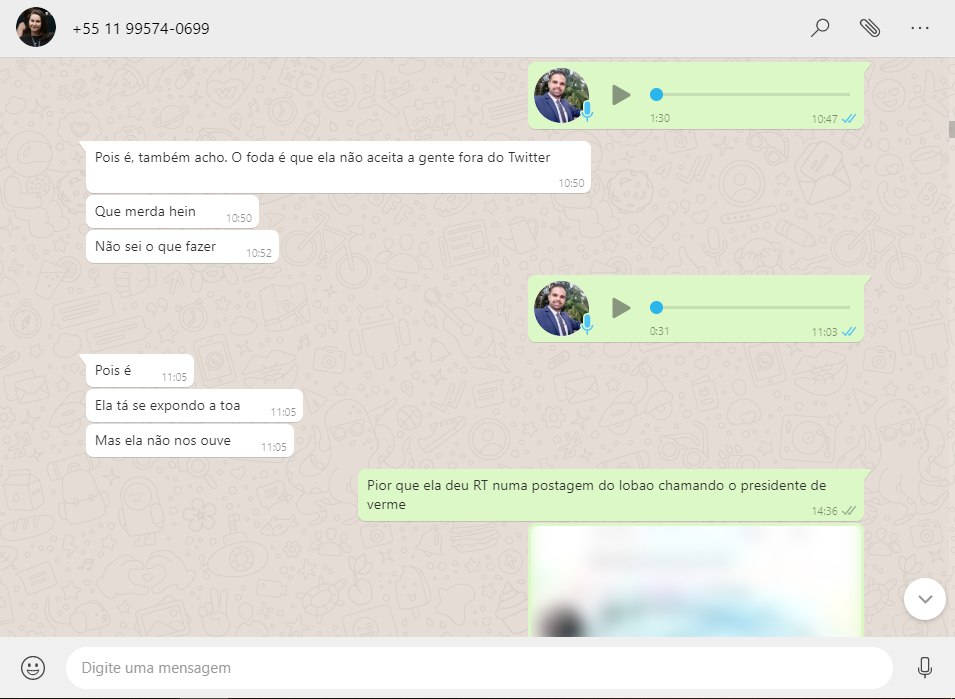 +55 11 99574-0699
1:30
10:47
Pois é, também acho. O foda é que ela não aceita a gente fora do Twitter
10:50
Que merda hein
10:50
Não sei o que fazer
10:52
0:31
11:03
Pois é
11:05
Ela tá se expondo a toa
11:05
Mas ela não nos ouve
11:05
Pior que ela deu RT numa postagem do lobao chamando o presidente de
verme
14:36
Digite uma mensagem